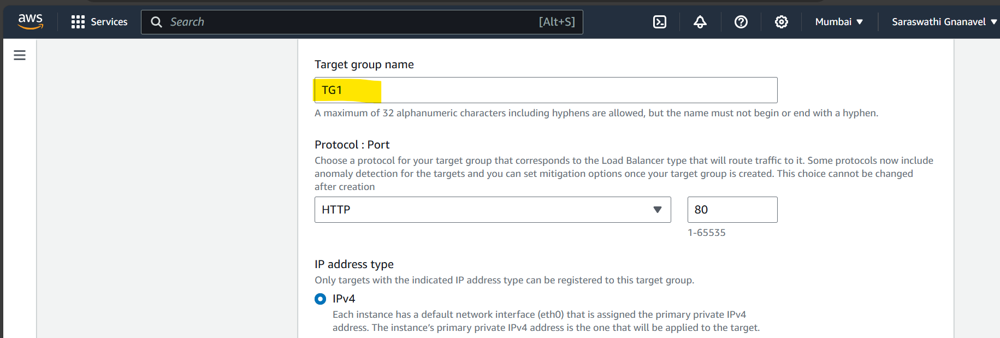 aws Services Search [Alt+S] Mumbai Saraswathi Gnanavel
Target group name
TG1
A maximum of 32 alphanumeric characters including hyphens are allowed, but the name must not begin or end with a hyphen.
Protocol : Port
Choose a protocol for your target group that corresponds to the Load Balancer type that will route traffic to it. Some protocols now include
anomaly detection for the targets and you can set mitigation options once your target group is created. This choice cannot be changed
after creation
HTTP 80
1-65535
IP address type
Only targets with the indicated IP address type can be registered to this target group.
IPv4
Each instance has a default network interface (eth0) that is assigned the primary private IPv4
address. The instance's primary private IPv4 address is the one that will be applied to the target.